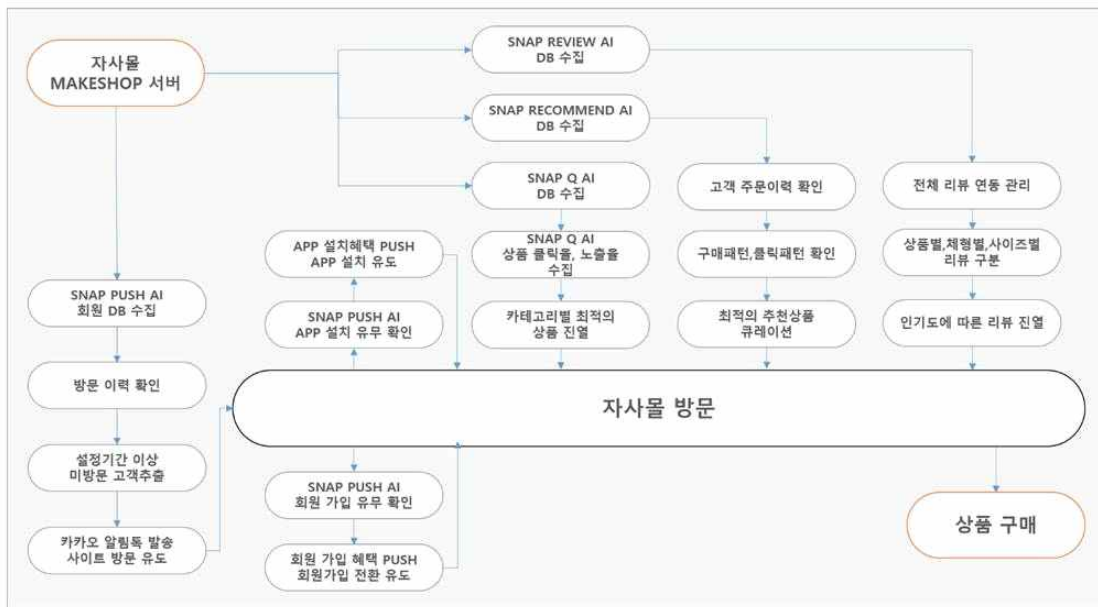 자사몰
MAKESHOP 서버
SNAP REVIEW AI
DB 수집
SNAP RECOMMEND AI
DB 수집
SNAP Q AI
DB 수집
고객 주문이력 확인
전체 리뷰 연동 관리
APP 설치혜택 PUSH
APP 설치 유도
SNAP Q AI
상품 클릭율, 노출율
수집
구매패턴,클릭패턴 확인
상품별,체형별,사이즈별
리뷰 구분
SNAP PUSH AI
회원 DB 수집
SNAP PUSH AI
APP 설치 유무 확인
카테고리별 최적의
상품 진열
최적의 추천상품
큐레이션
인기도에 따른 리뷰 진열
방문 이력 확인
자사몰 방문
설정기간 이상
미방문 고객추출
SNAP PUSH AI
회원 가입 유무 확인
상품 구매
카카오 알림톡 발송
사이트 방문 유도
회원 가입 혜택 PUSH
회원가입 전환 유도